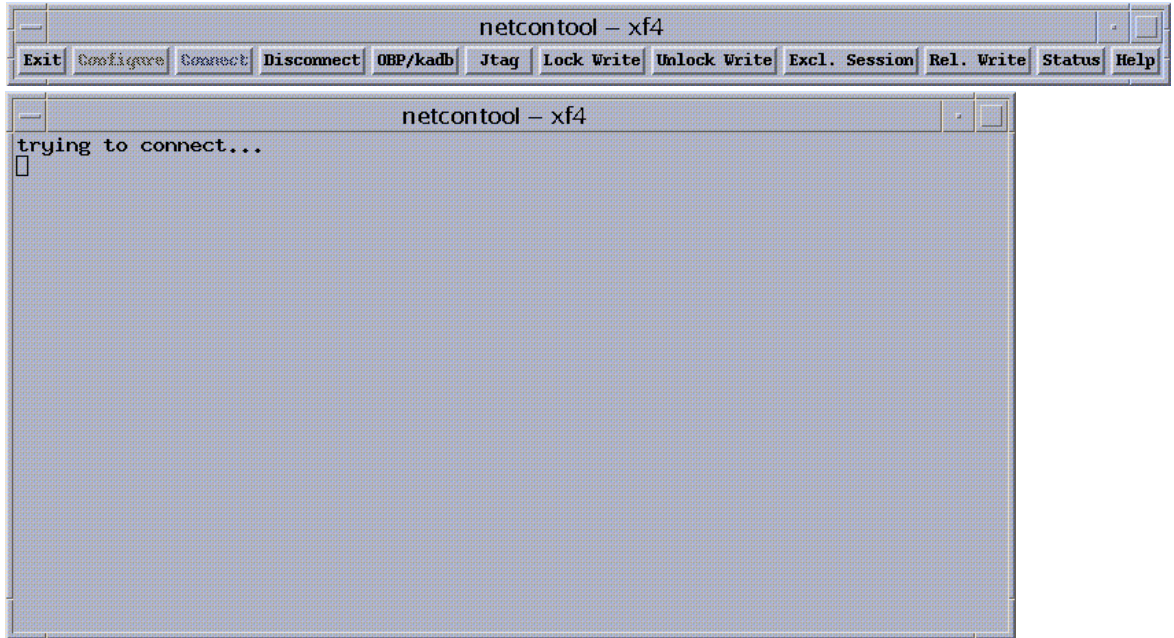 netcontool – xf4
Exit Configure Connect Disconnect OBP/kadb Jtag Lock Write Unlock Write Excl. Session Rel. Write Status Help
netcontool – xf4
trying to connect...